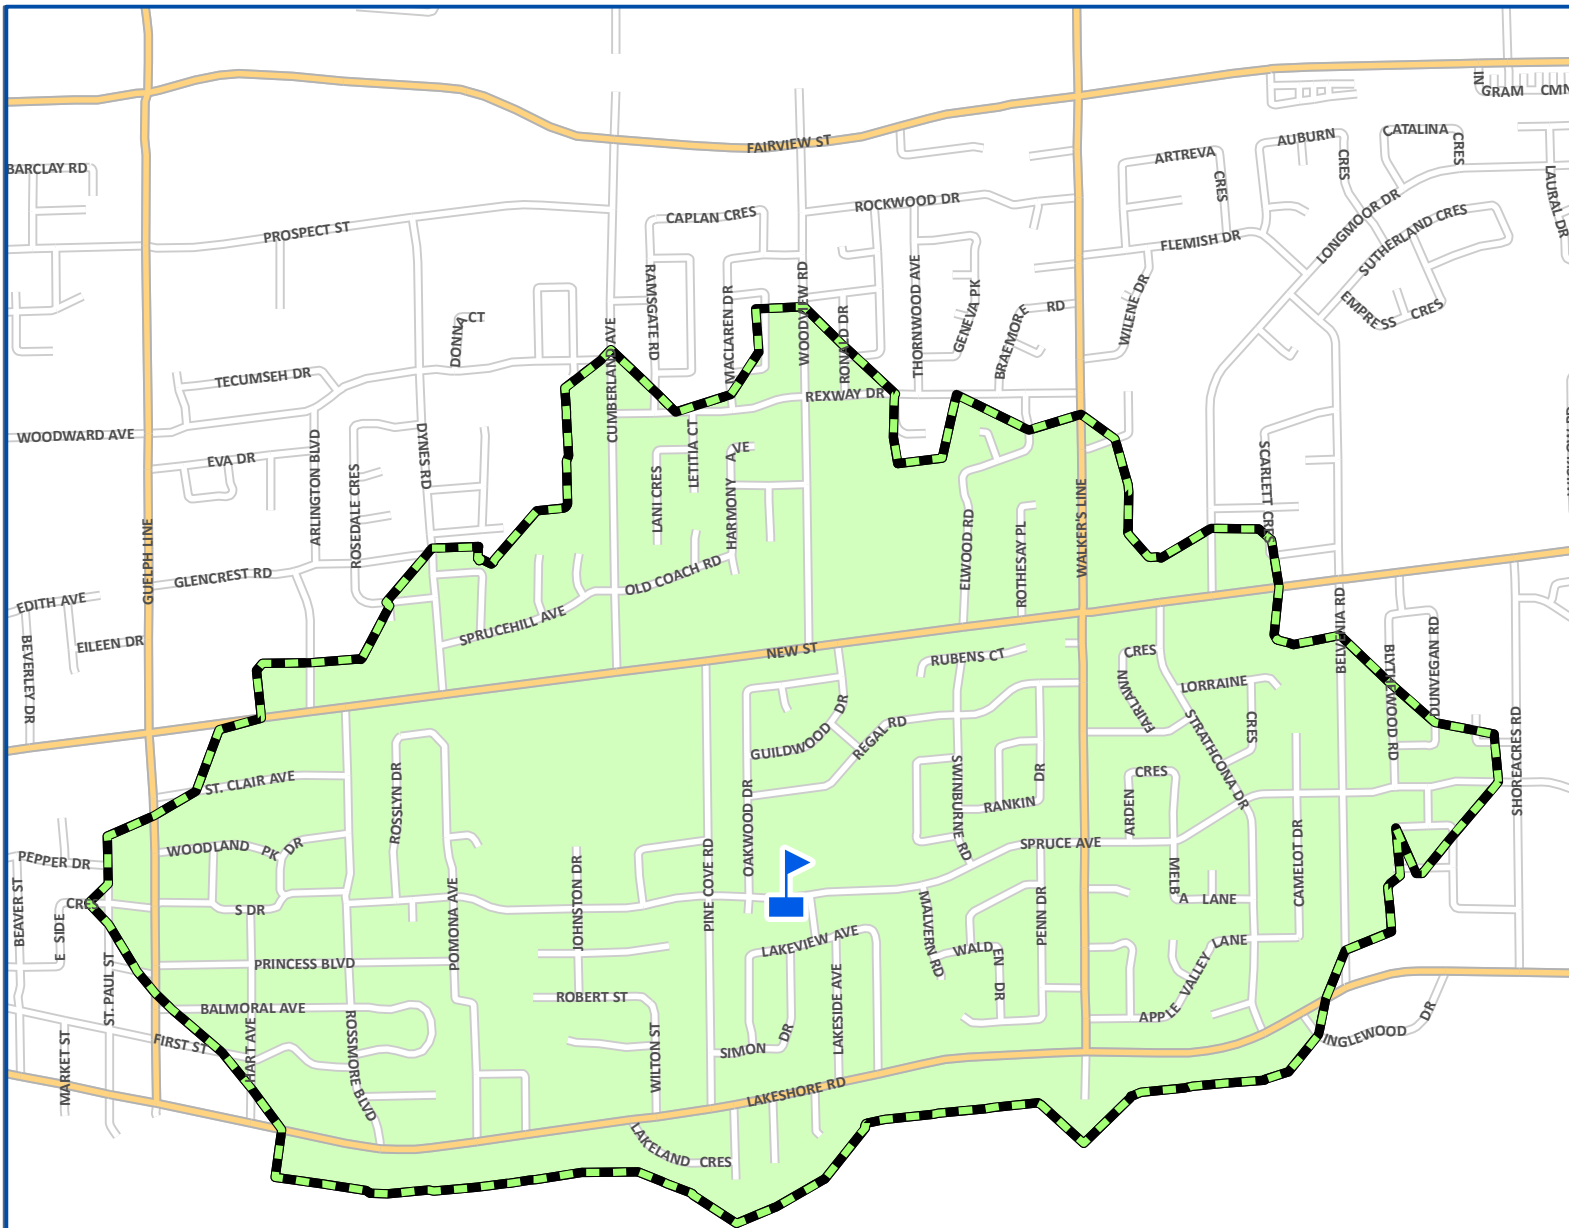 IN
GRAM CMN
FAIRVIEW ST
AUBURN
CATALINA
CRES
CRES
ARTREVA
CRES
BARCLAY RD
LAURAL DR
ROCKWOOD DR
CAPLAN CRES
LONGMOOR DR
SUTHERLAND CRES
PROSPECT ST
FLEMISH DR
EMPRESS CRES
RAMSGATE RD
MACLAREN DR
WOODVIEW RD
RONALD DR
THORNWOOD AVE
GENEVA PK
BRAEMORE RD
WILENE DR
DONNA CT
CUMBERLAND AVE
TECUMSEH DR
REXWAY DR
WOODWARD AVE
EVA DR
ARLINGTON BLVD
ROSEDALE CRES
DYNES RD
LANI CRES
LETITIA CT
HARMONY AVE
SCARLETT CRES
GUELPH LINE
ELWOOD RD
ROTHESAY PL
WALKER'S LINE
GLENCREST RD
OLD COACH RD
EDITH AVE
SPRUCEHILL AVE
EILEEN DR
BEVERLEY DR
BELVENIA RD
BLYTHEWOOD RD
DUNVEGAN RD
NEW ST
RUBENS CT
CRES
FAIRLAWN
LORRAINE
CRES
STRATHCONA DR
SHOREACRES RD
GUILDWOOD DR
REGAL RD
ST. CLAIR AVE
ROSSLYN DR
OAKWOOD DR
SWINBURNE RD
RANKIN DR
ARDEN
CRES
WOODLAND PK DR
PEPPER DR
SPRUCE AVE
CAMELOT DR
JOHNSTON DR
PINE COVE RD
POMONA AVE
MELBA LANE
BEAVER ST
E SIDE
CRES
S DR
MALVERN RD
PENN DR
LAKEVIEW AVE
WALDEN DR
LANE
APPLE VALLEY
PRINCESS BLVD
ROBERT ST
LAKESIDE AVE
ST. PAUL ST
BALMORAL AVE
FIRST ST
HART AVE
ROSSMORE BLVD
WILTON ST
SIMON DR
INGLEWOOD DR
MARKET ST
LAKESHORE RD
LAKELAND CRES